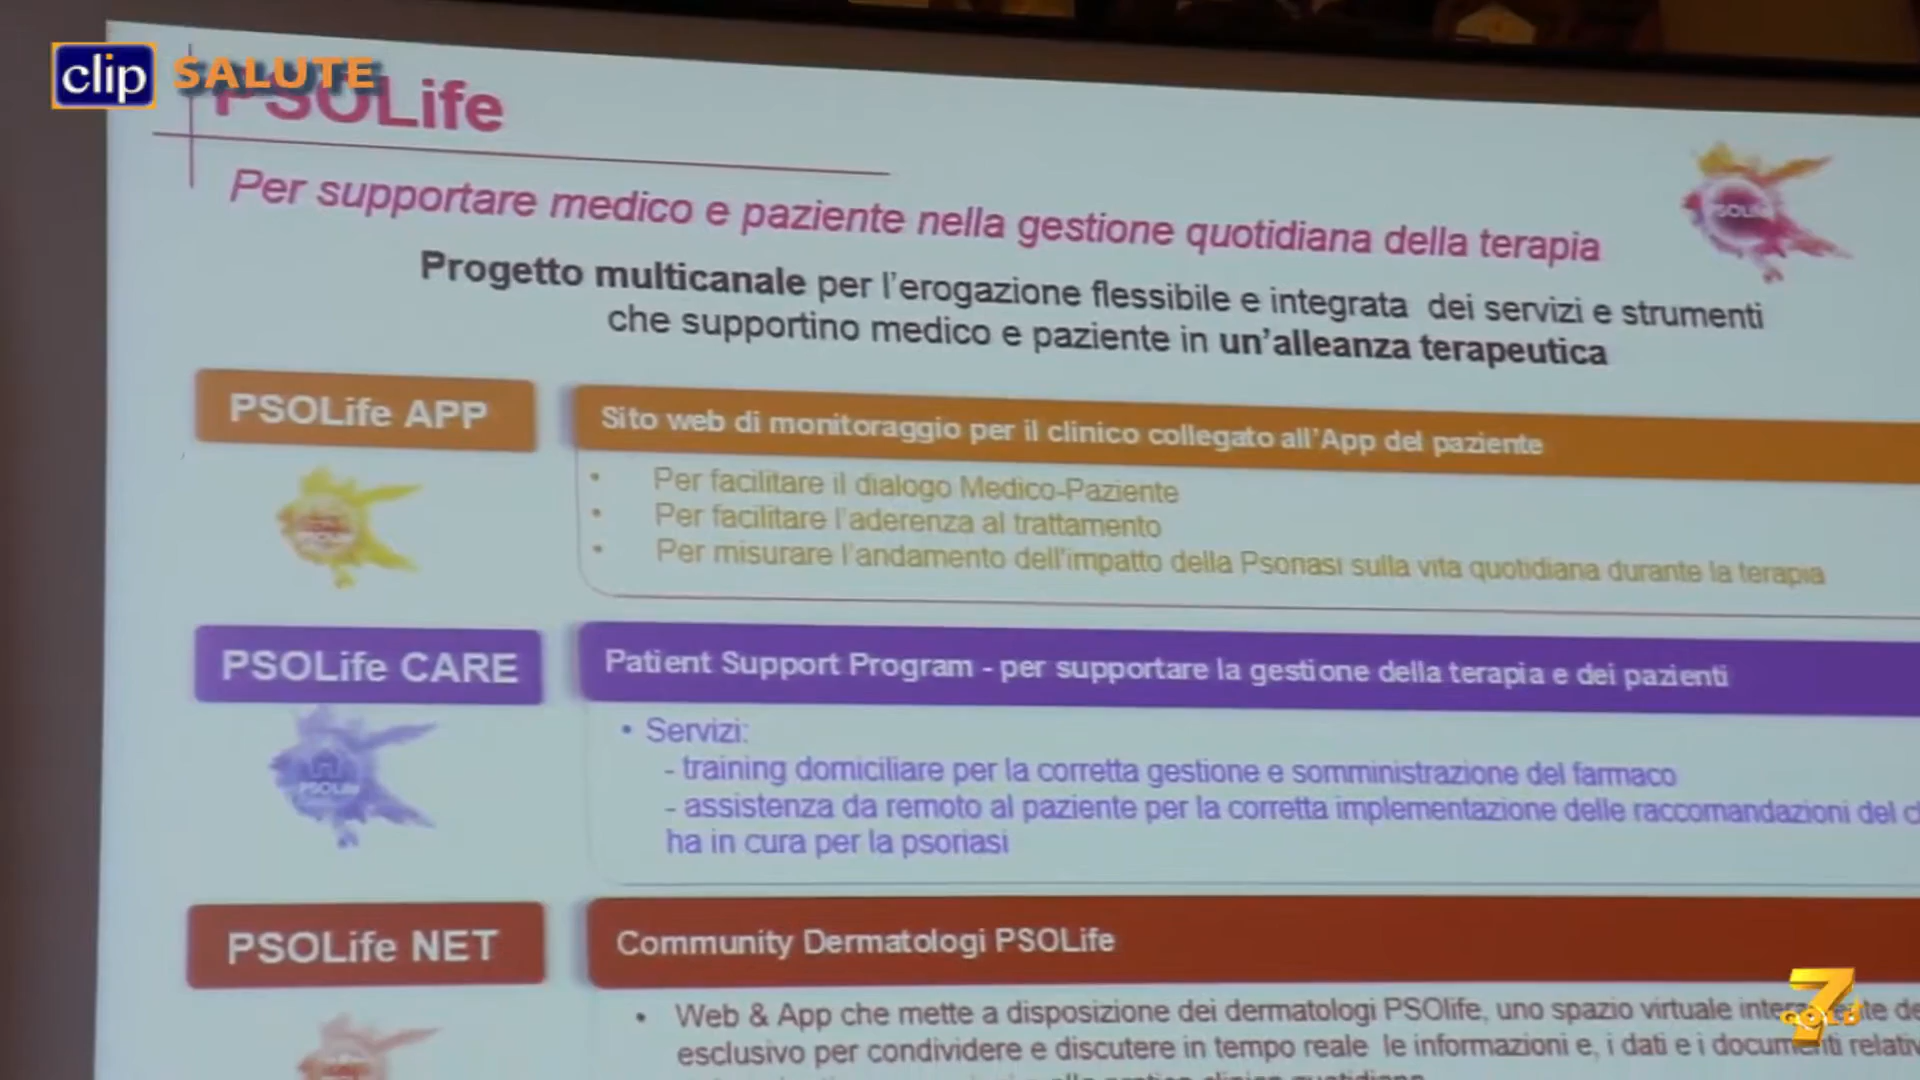 clip SALUTE
PSOLife
Per supportare medico e paziente nella gestione quotidiana della terapia
Progetto multicanale per l'erogazione flessibile e integrata dei servizi e strumenti
che supportino medico e paziente in un'alleanza terapeutica
PSOLife APP
Sito web di monitoraggio per il clinico collegato all'App del paziente
• Per facilitare il dialogo Medico-Paziente
• Per facilitare l'aderenza al trattamento
• Per misurare l'andamento dell'impatto della Psoriasi sulla vita quotidiana durante la terapia
PSOLife CARE
Patient Support Program - per supportare la gestione della terapia e dei pazienti
• Servizi:
- training domiciliare per la corretta gestione e somministrazione del farmaco
- assistenza da remoto al paziente per la corretta implementazione delle raccomandazioni del
ha in cura per la psoriasi
PSOLife NET
Community Dermatologi PSOLife
• Web & App che mette a disposizione dei dermatologi PSOlife, uno spazio virtuale
esclusivo per condividere e discutere in tempo reale le informazioni e, i dati e i documenti
7 GOLD